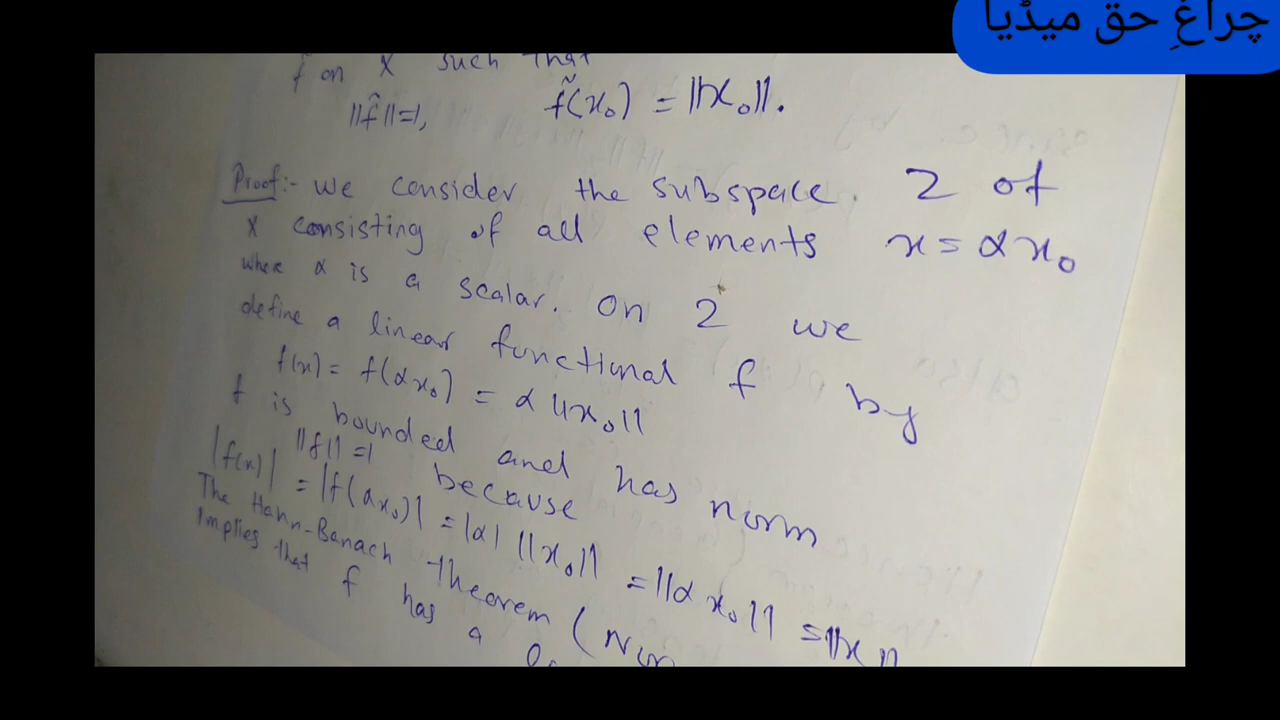 چراغِ حق میڈیا
f̃ on X such that
||f̃||=1, f̃(x₀) = ||x₀||.
Proof:- we consider the subspace Z of
X consisting of all elements x = αx₀
where α is a scalar. On Z we
define a linear functional f by
f(x) = f(αx₀) = α ||x₀||
f is bounded and has norm
||f||=1 because
|f(x)| = |f(αx₀)| = |α| ||x₀|| = ||αx₀|| = ||x||
The Hann-Banach theorem (
implies that f has a